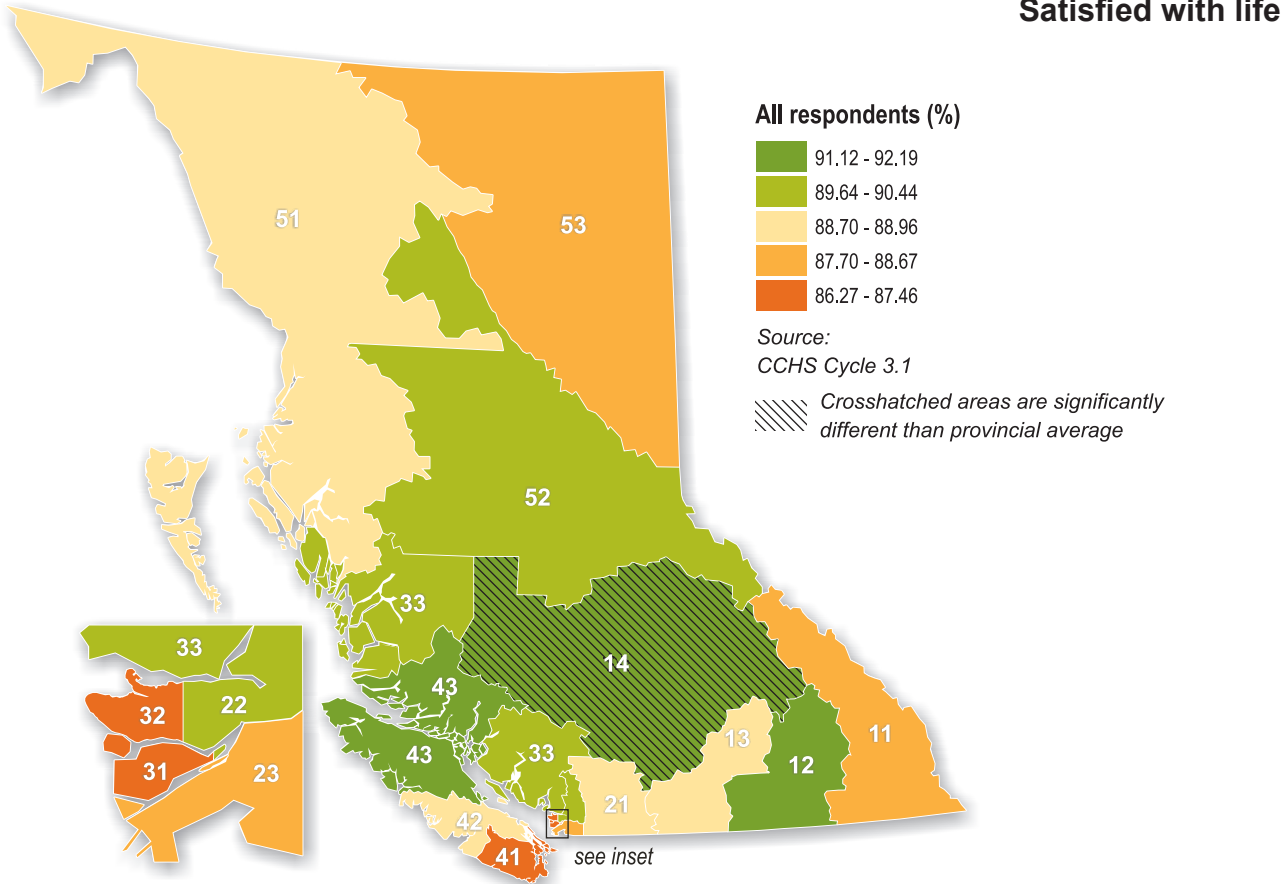 Satisfied with life
All respondents (%)
91.12 - 92.19
89.64 - 90.44
88.70 - 88.96
87.70 - 88.67
86.27 - 87.46
Source:
CCHS Cycle 3.1
Crosshatched areas are significantly
different than provincial average
51
53
52
33
14
43
43
33
13
12
11
21
42
41
see inset
33
32
22
31
23